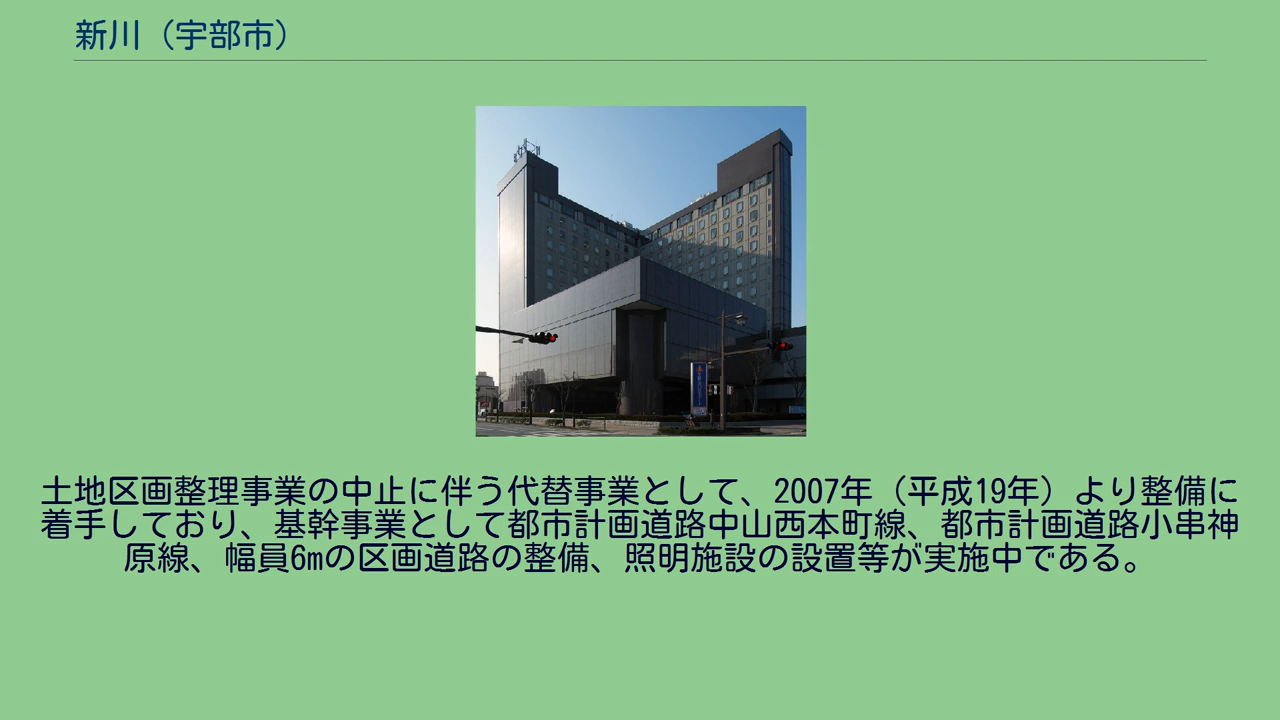 新川（宇部市）
土地区画整理事業の中止に伴う代替事業として、2007年（平成19年）より整備に
着手しており、基幹事業として都市計画道路中山西本町線、都市計画道路小串神
原線、幅員6mの区画道路の整備、照明施設の設置等が実施中である。